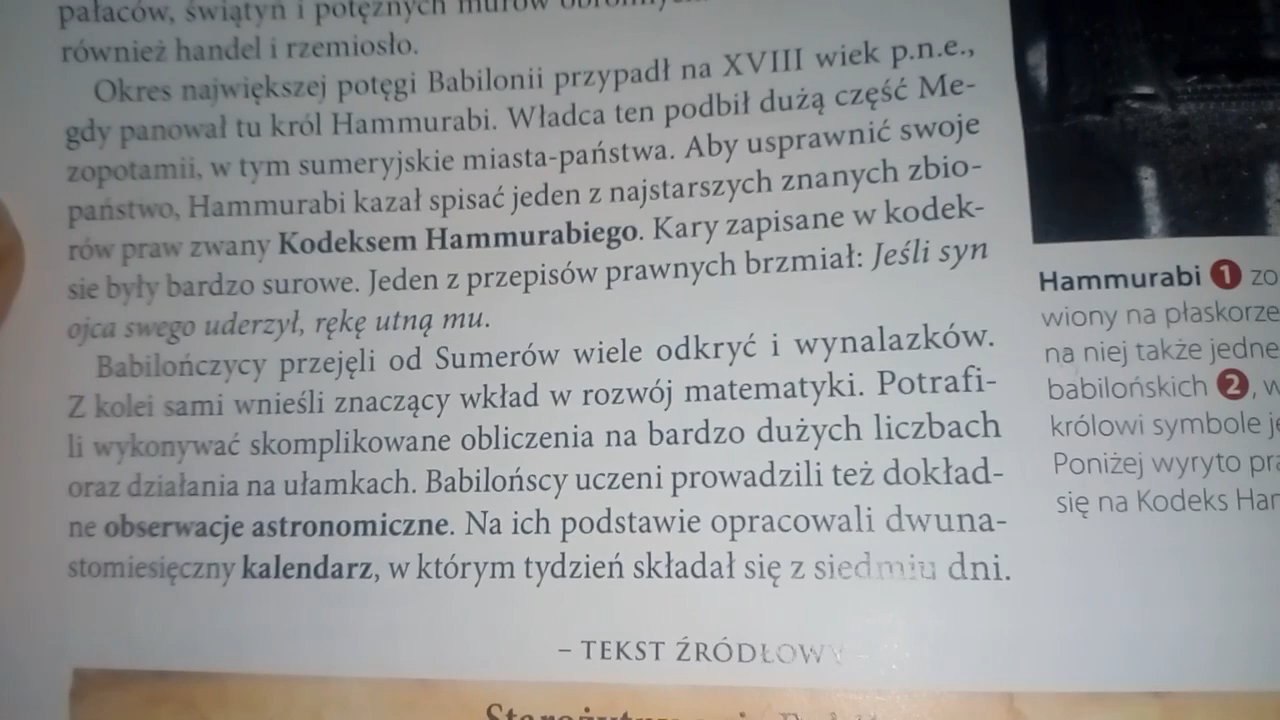 pałaców, świątyń i potężnych murów
również handel i rzemiosło.
Okres największej potęgi Babilonii przypadł na XVIII wiek p.n.e.,
gdy panował tu król Hammurabi. Władca ten podbił dużą część Me-
zopotamii, w tym sumeryjskie miasta-państwa. Aby usprawnić swoje
państwo, Hammurabi kazał spisać jeden z najstarszych znanych zbio-
rów praw zwany Kodeksem Hammurabiego. Kary zapisane w kodek-
sie były bardzo surowe. Jeden z przepisów prawnych brzmiał: Jeśli syn
ojca swego uderzył, rękę utną mu.
Babilończycy przejęli od Sumerów wiele odkryć i wynalazków.
Z kolei sami wnieśli znaczący wkład w rozwój matematyki. Potrafi-
li wykonywać skomplikowane obliczenia na bardzo dużych liczbach
oraz działania na ułamkach. Babilońscy uczeni prowadzili też dokład-
ne obserwacje astronomiczne. Na ich podstawie opracowali dwuna-
stomiesięczny kalendarz, w którym tydzień składał się z siedmiu dni.
– TEKST ŹRÓDŁOWY –
Hammurabi 1 zo
wiony na płaskorze
na niej także jedne
babilońskich 2, w
królowi symbole je
Poniżej wyryto pra
się na Kodeks Ham